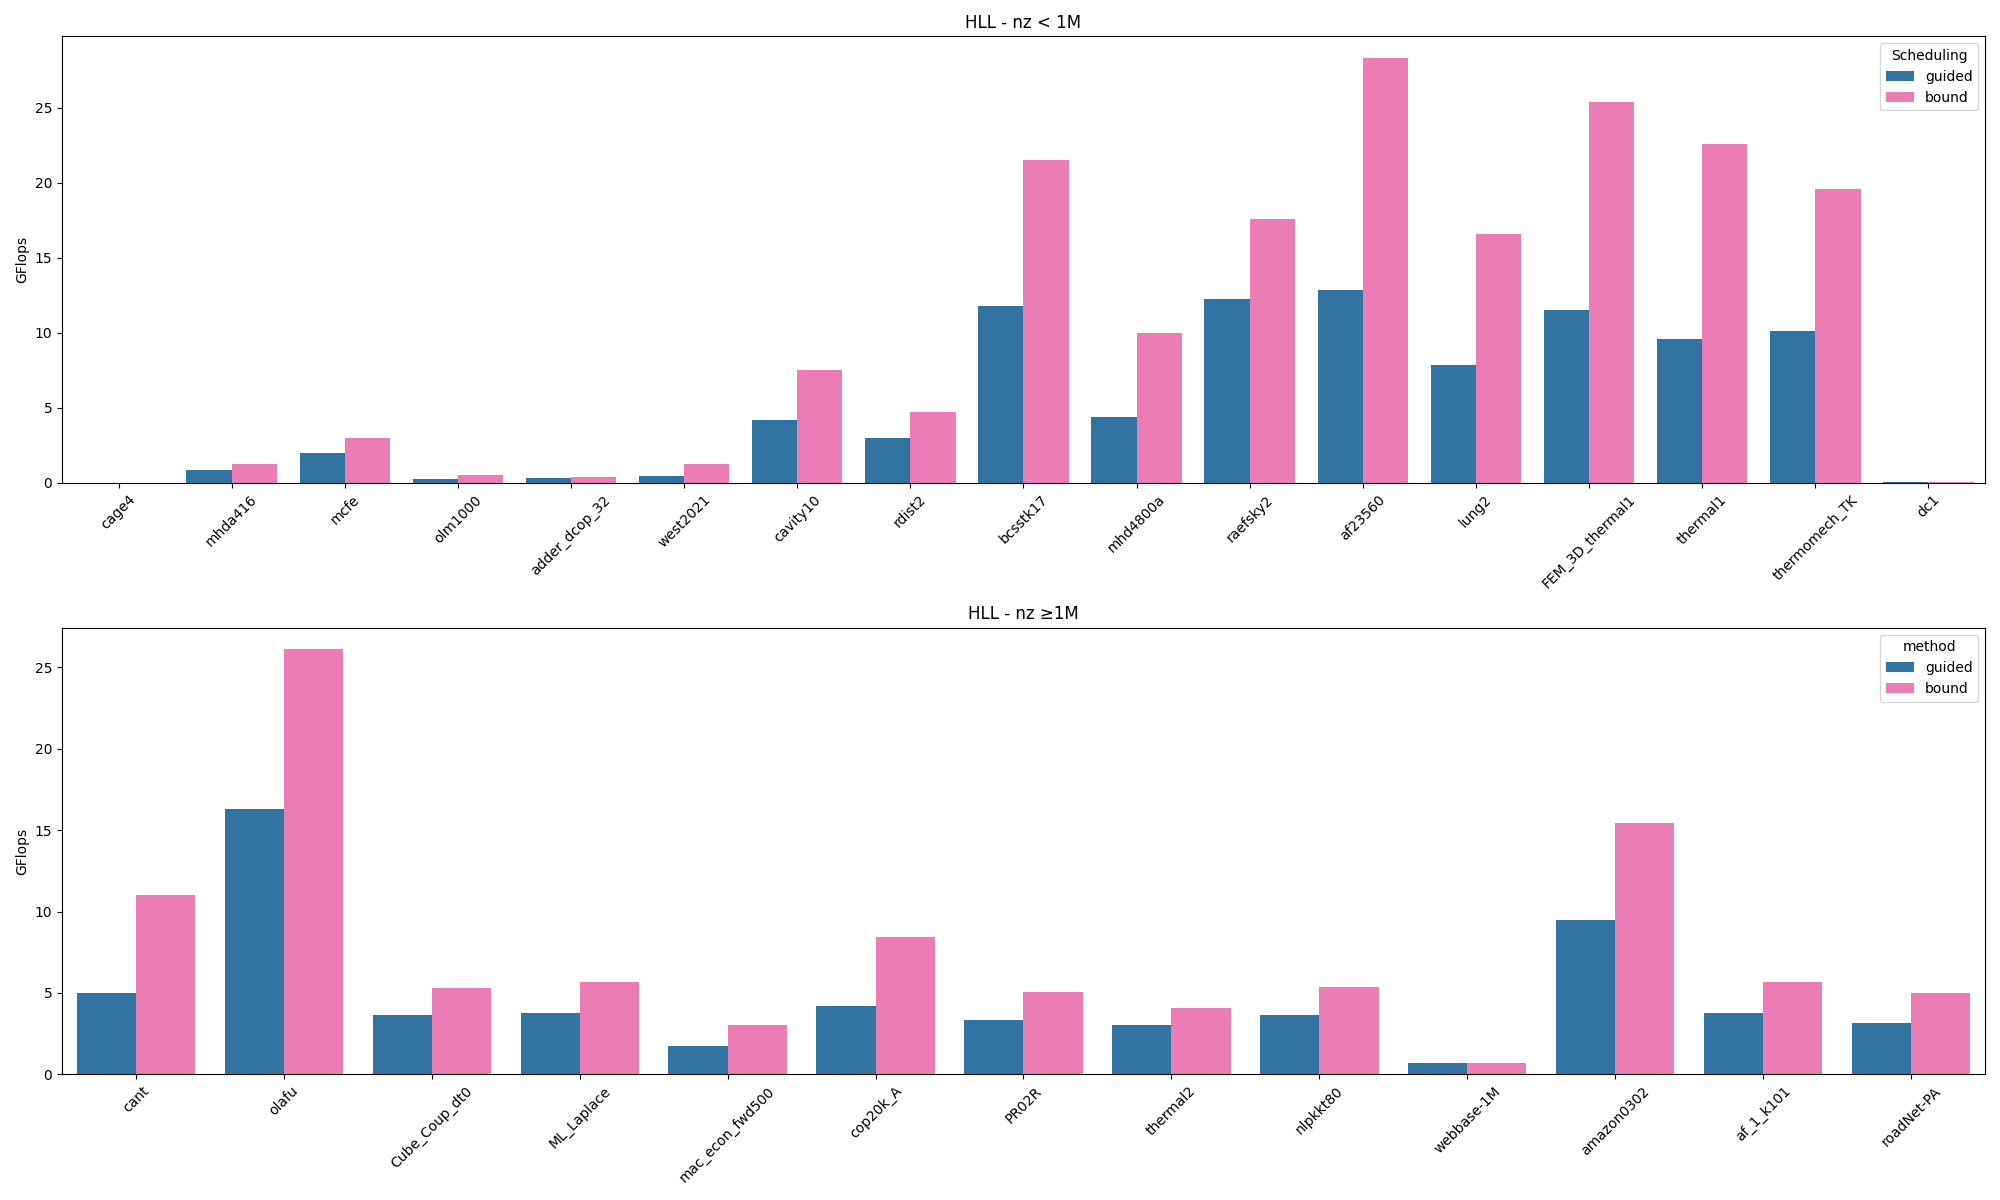 HLL - nz < 1M
Scheduling
guided
bound
GFlops
25
20
15
10
5
0
cage4
mhda416
mcfe
olm1000
adder_dcop_32
west2021
cavity10
rdist2
bcsstk17
mhd4800a
raefsky2
af23560
lung2
FEM_3D_thermal1
thermal1
thermomech_TK
dc1
HLL - nz ≥1M
method
guided
bound
GFlops
25
20
15
10
5
0
cant
olafu
Cube_Coup_dt0
ML_Laplace
mac_econ_fwd500
cop20k_A
PR02R
thermal2
nlpkkt80
webbase-1M
amazon0302
af_1_k101
roadNet-PA